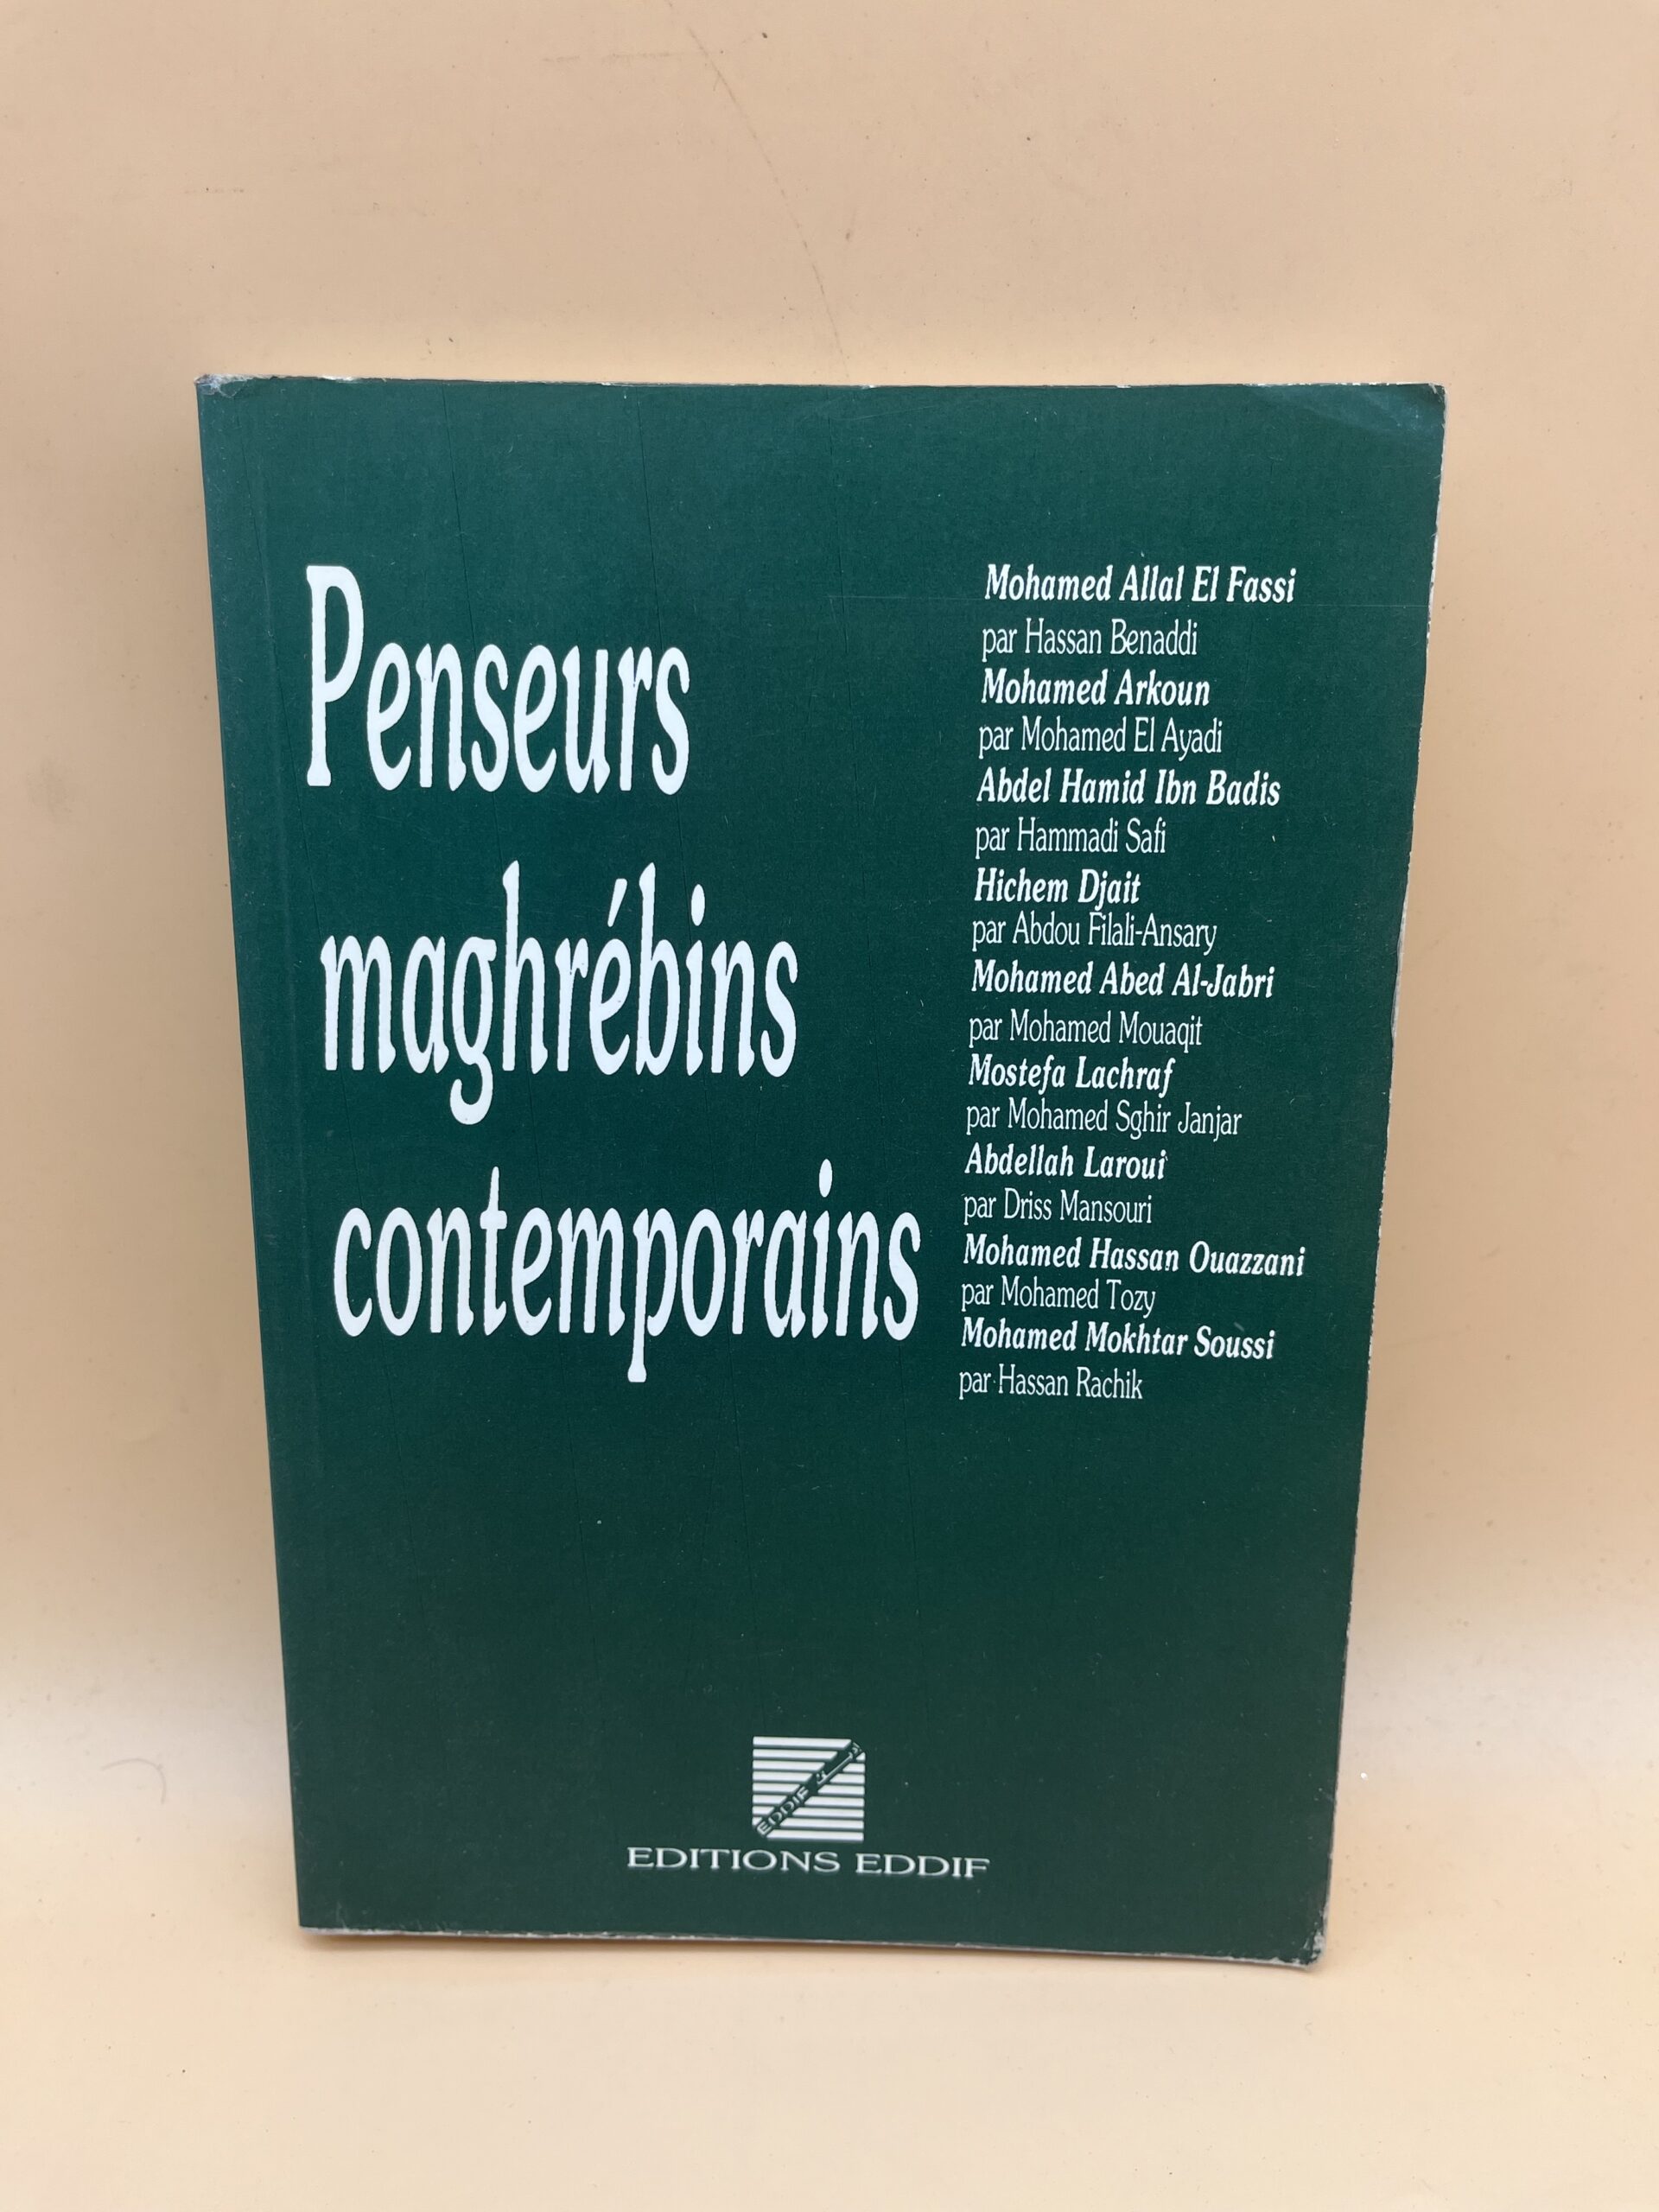 Penseurs
maghrébins
contemporains
Mohamed Allal El Fassi
par Hassan Benaddi
Mohamed Arkoun
par Mohamed El Ayadi
Abdel Hamid Ibn Badis
par Hammadi Safi
Hichem Djait
par Abdou Filali-Ansary
Mohamed Abed Al-Jabri
par Mohamed Mouaqit
Mostefa Lachraf
par Mohamed Sghir Janjar
Abdellah Laroui
par Driss Mansouri
Mohamed Hassan Ouazzani
par Mohamed Tozy
Mohamed Mokhtar Soussi
par Hassan Rachik
EDDIF
EDITIONS EDDIF